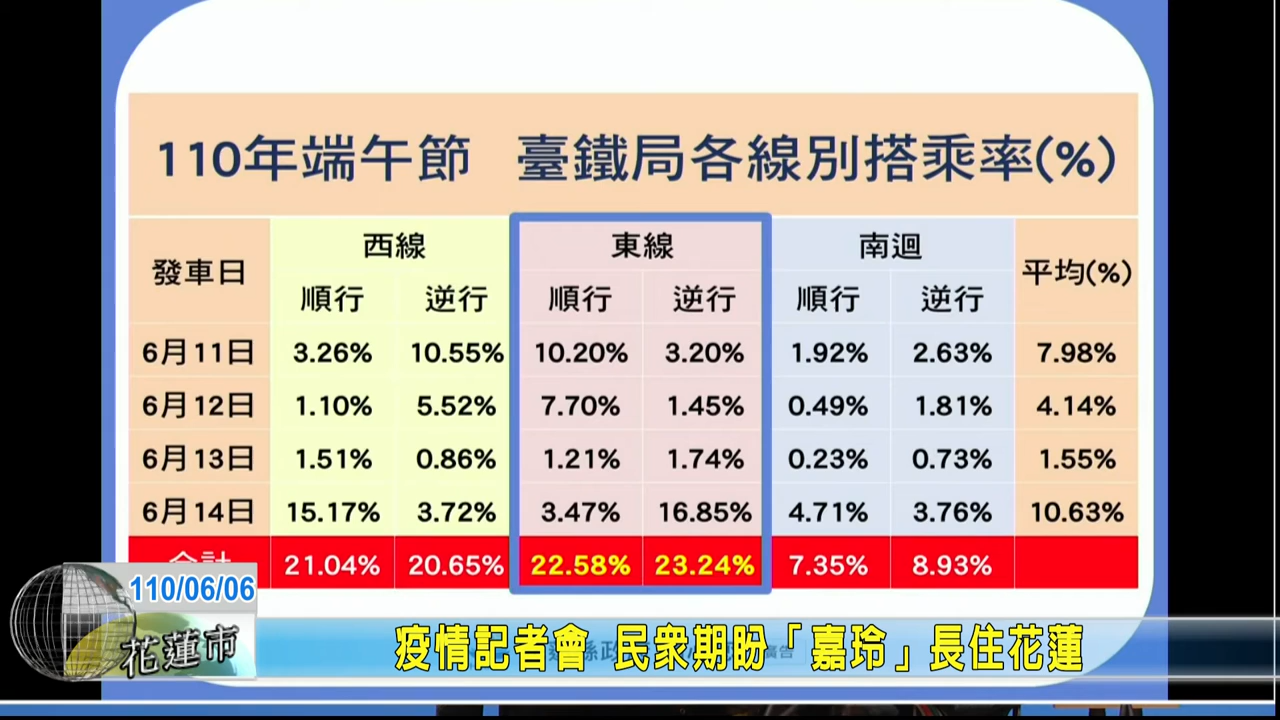 110年端午節 臺鐵局各線別搭乘率(%)
發車日 西線 東線 南迴 平均(%)
順行 逆行 順行 逆行 順行 逆行
6月11日 3.26% 10.55% 10.20% 3.20% 1.92% 2.63% 7.98%
6月12日 1.10% 5.52% 7.70% 1.45% 0.49% 1.81% 4.14%
6月13日 1.51% 0.86% 1.21% 1.74% 0.23% 0.73% 1.55%
6月14日 15.17% 3.72% 3.47% 16.85% 4.71% 3.76% 10.63%
合計 21.04% 20.65% 22.58% 23.24% 7.35% 8.93%
110/06/06
花蓮市
疫情記者會 民眾期盼「嘉玲」長住花蓮